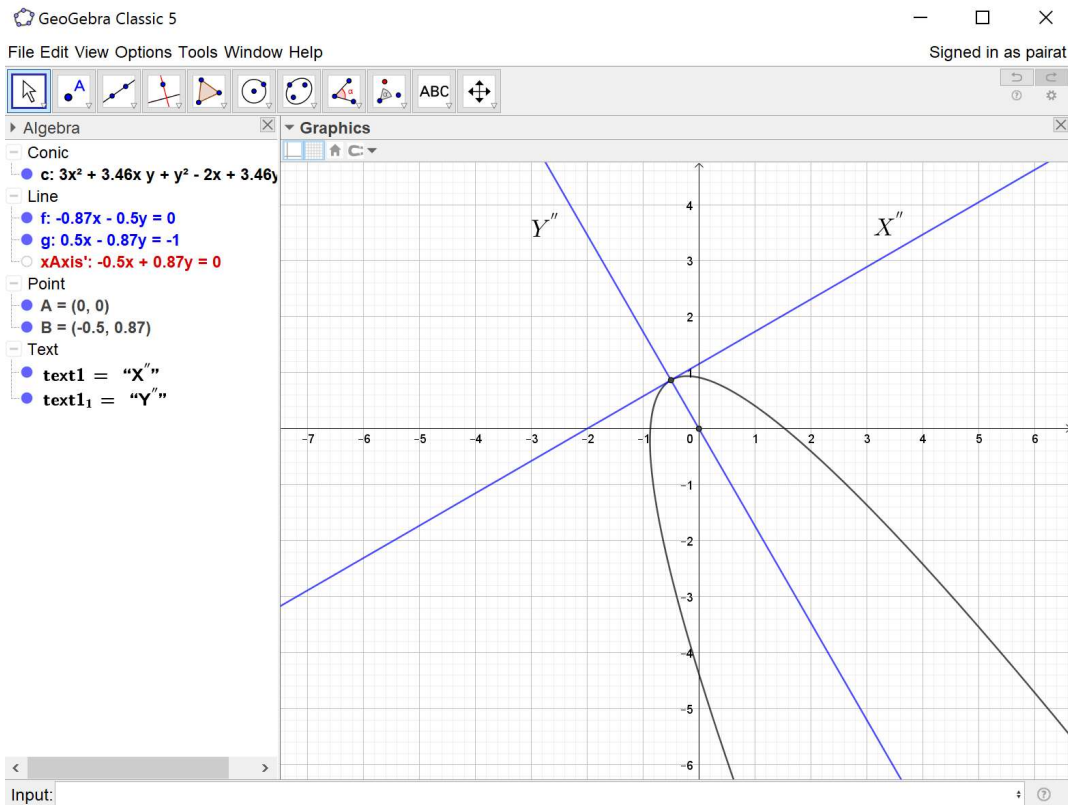 GeoGebra Classic 5
File Edit View Options Tools Window Help
Signed in as pairat
A
α
ABC
Algebra
Graphics
Conic
c: 3x² + 3.46x y + y² - 2x + 3.46y
Line
f: -0.87x - 0.5y = 0
g: 0.5x - 0.87y = -1
xAxis': -0.5x + 0.87y = 0
Point
A = (0, 0)
B = (-0.5, 0.87)
Text
text1 = “X″”
text1₁ = “Y″”
Y″
X″
4
3
2
1
-7 -6 -5 -4 -3 -2 -1 0 1 2 3 4 5 6
-1
-2
-3
-4
-5
-6
Input: